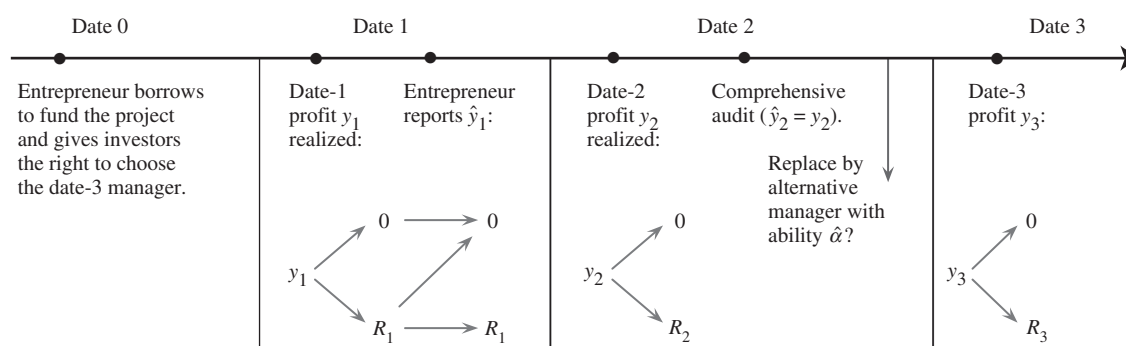 Date 0
Date 1
Date 2
Date 3
Entrepreneur borrows
to fund the project
and gives investors
the right to choose
the date-3 manager.
Date-1
profit y₁
realized:
Entrepreneur
reports ŷ₁:
Date-2
profit y₂
realized:
Comprehensive
audit (ŷ₂ = y₂).
Replace by
alternative
manager with
ability α̂?
Date-3
profit y₃:
0
0
y₁
R₁
R₁
0
y₂
R₂
0
y₃
R₃